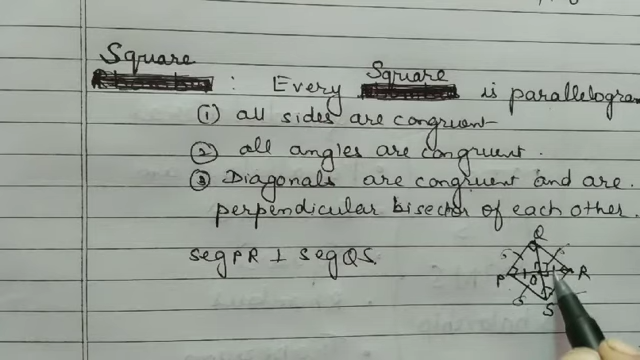 Square
: Every Square is parallelogram
① all sides are congruent
② all angles are congruent.
③ Diagonals are congruent and are
perpendicular bisector of each other.
seg PR ⊥ seg QS
Q
P O R
S